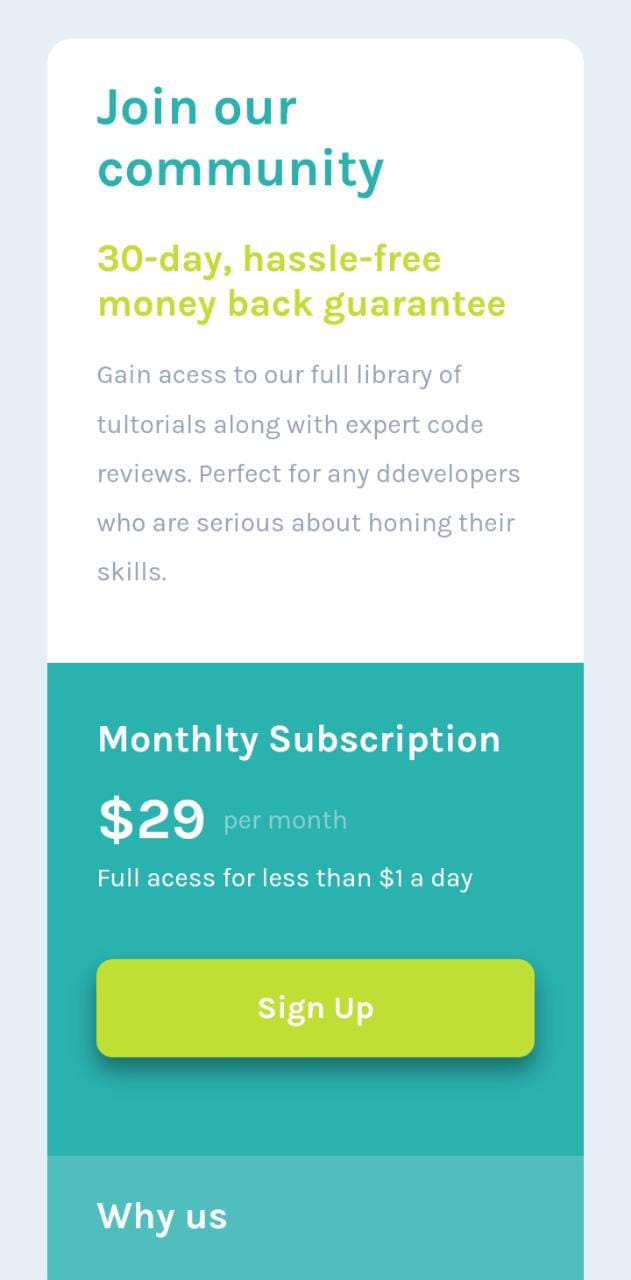 Join our
community
30-day, hassle-free
money back guarantee
Gain acess to our full library of
tultorials along with expert code
reviews. Perfect for any ddevelopers
who are serious about honing their
skills.
Monthlty Subscription
$29 per month
Full acess for less than $1 a day
Sign Up
Why us